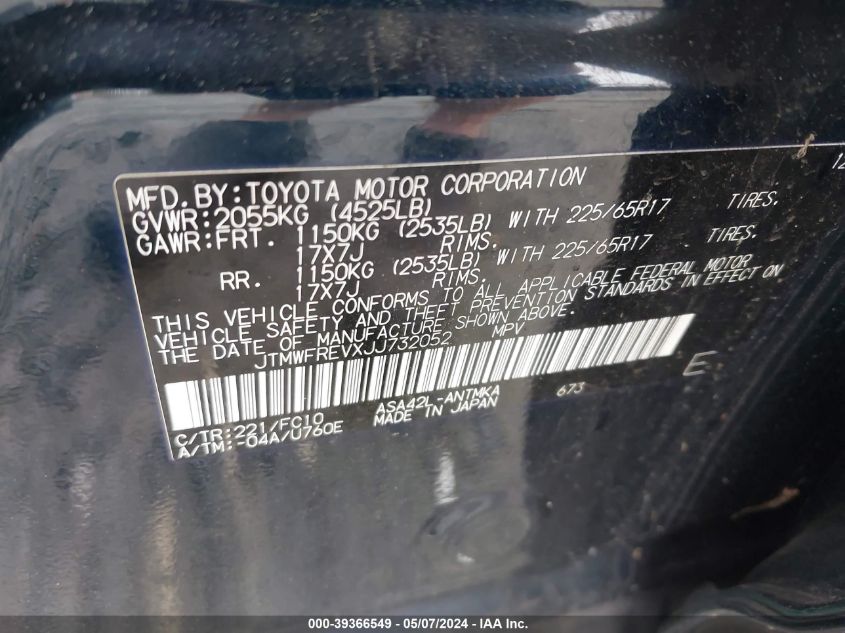 12
MFD.BY:TOYOTA MOTOR CORPORATION
GVWR:2055KG (4525LB)
GAWR:FRT. 1150KG (2535LB) WITH 225/65R17 TIRES.
17X7J RIMS.
RR. 1150KG (2535LB) WITH 225/65R17 TIRES.
17X7J RIMS.
THIS VEHICLE CONFORMS TO ALL APPLICABLE FEDERAL MOTOR
VEHICLE SAFETY AND THEFT PREVENTION STANDARDS IN EFFECT ON
THE DATE OF MANUFACTURE SHOWN ABOVE.
JTMWFREVXJJ732052 MPV
E
C/TR:221/FC10 ASA42L-ANTMKA 673
A/TM:-04A/U760E MADE IN JAPAN
000-39366549 / 05/07/2024 - IAA Inc.